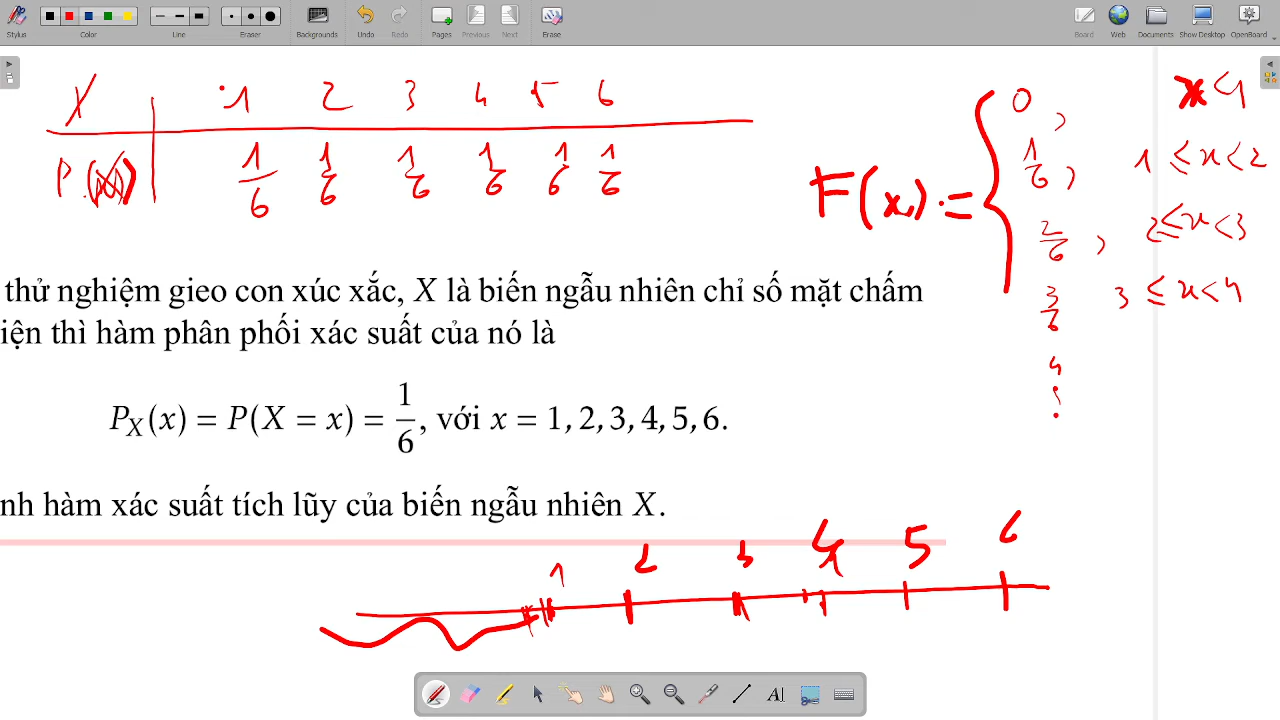 Stylus Color Line Eraser Backgrounds Undo Redo Pages Previous Next Erase Board Web Documents Show Desktop OpenBoard
X 1 2 3 4 5 6
P 1/6 1/6 1/6 1/6 1/6 1/6
F(x) =
0, x < 1
1/6, 1 ≤ x < 2
2/6, 2 ≤ x < 3
3/6 3 ≤ x < 4
4
thử nghiệm gieo con xúc xắc, X là biến ngẫu nhiên chỉ số mặt chấm
iện thì hàm phân phối xác suất của nó là
P_X(x) = P(X = x) = 1/6, với x = 1, 2, 3, 4, 5, 6.
nh hàm xác suất tích lũy của biến ngẫu nhiên X.
1 2 3 4 5 6
AI